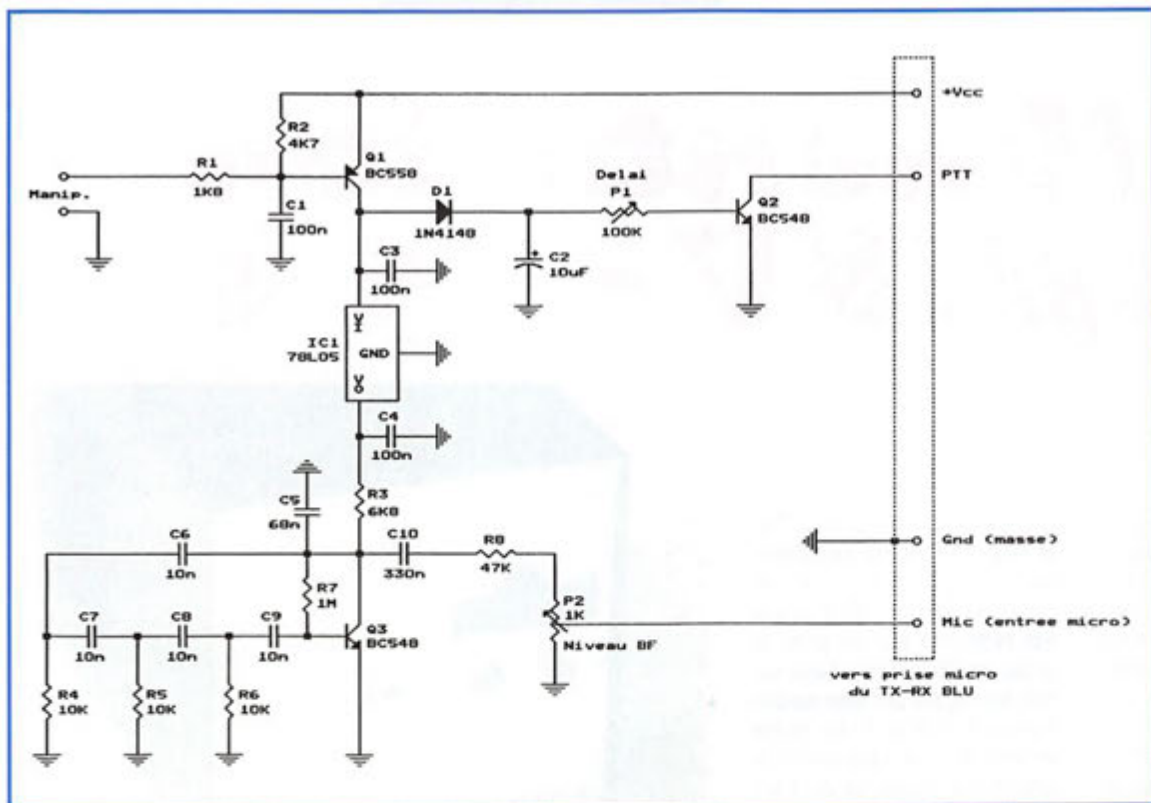 +Vcc
R2
4K7
Q1
BC558
R1
1K8
Manip.
C1
100n
D1
1N4148
Delai
P1
100K
Q2
BC548
PTT
C2
+
10uF
C3
100n
IC1
78L05
VI
GND
VO
C4
100n
C5
68n
R3
6K8
C6
10n
C10
330n
R8
47K
Gnd (masse)
R7
1M
P2
1K
Niveau BF
Mic (entree micro)
C7
10n
C8
10n
C9
10n
Q3
BC548
R4
10K
R5
10K
R6
10K
vers prise micro
du TX-RX BLU